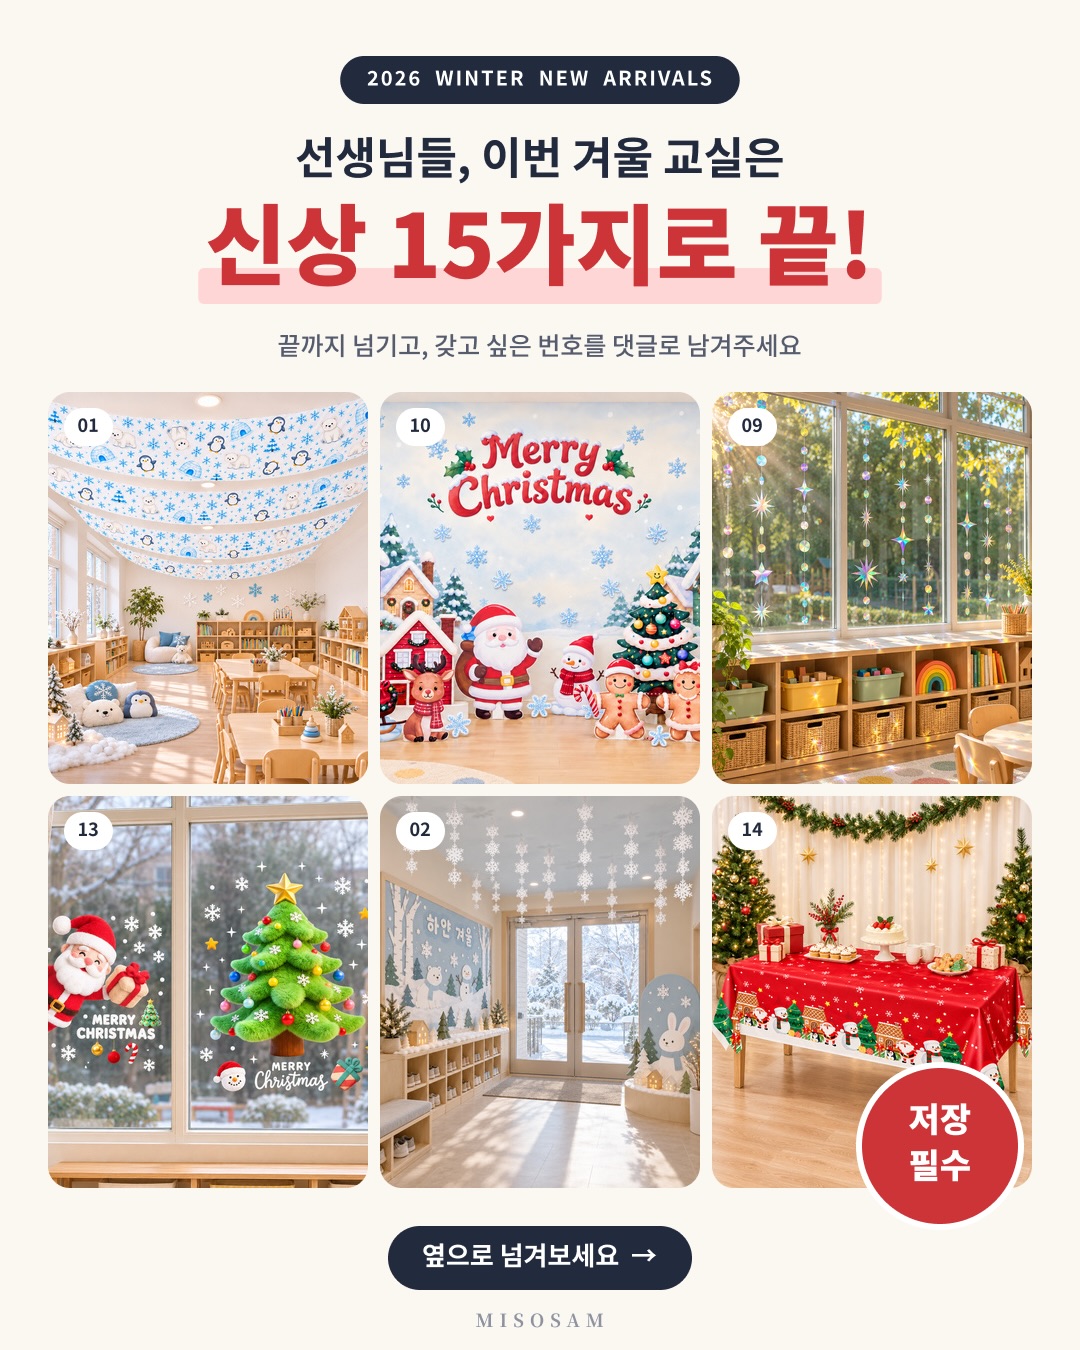 2026 WINTER NEW ARRIVALS
선생님들, 이번 겨울 교실은
신상 15가지로 끝!
끝까지 넘기고, 갖고 싶은 번호를 댓글로 남겨주세요
01
10
09
Merry
Christmas
13
02
14
하얀 겨울
MERRY
CHRISTMAS
MERRY
Christmas
저장
필수
옆으로 넘겨보세요 →
MISOSAM